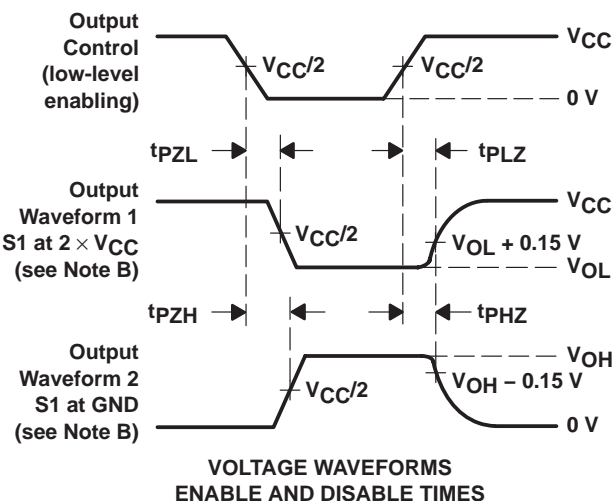 Output
Control
(low-level
enabling)
VCC
VCC/2
VCC/2
0 V
tPZL
tPLZ
Output
Waveform 1
S1 at 2 × VCC
(see Note B)
VCC
VCC/2
VOL + 0.15 V
VOL
tPZH
tPHZ
Output
Waveform 2
S1 at GND
(see Note B)
VOH
VCC/2
VOH – 0.15 V
0 V
VOLTAGE WAVEFORMS
ENABLE AND DISABLE TIMES